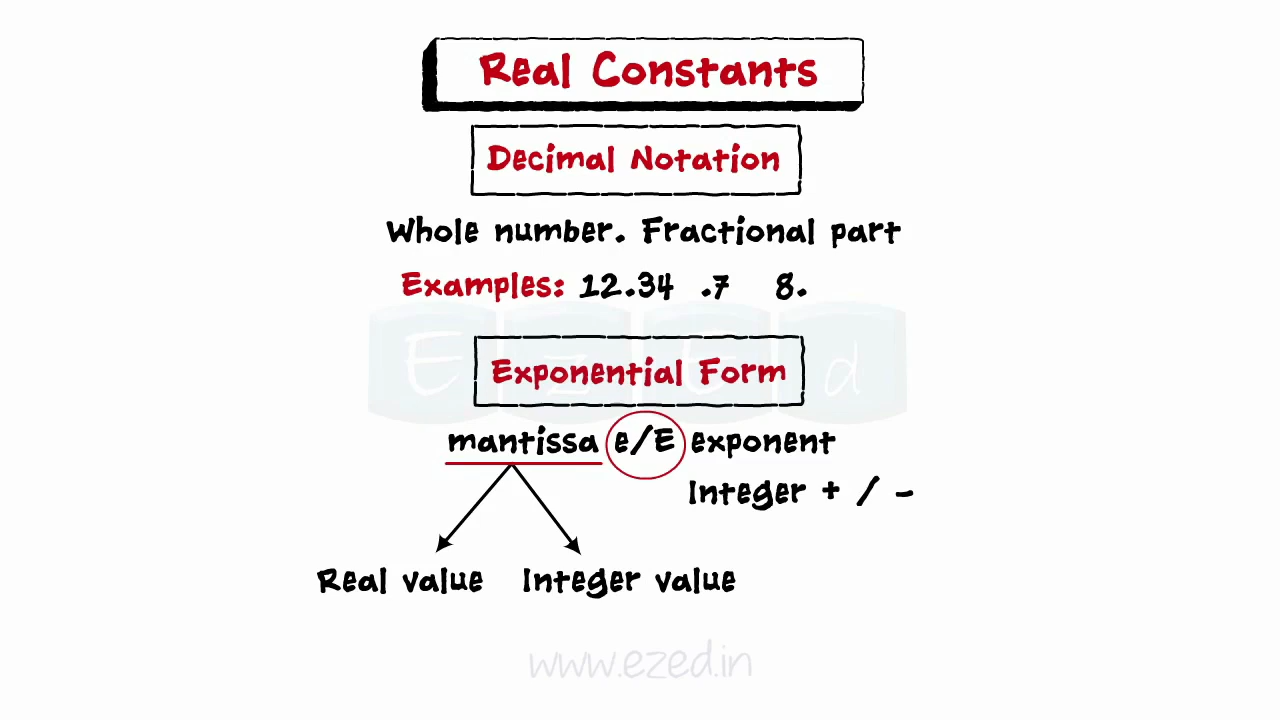 Real Constants
Decimal Notation
Whole number. Fractional part
Examples: 12.34 .7 8.
E z E d
Exponential Form
mantissa e/E exponent
Integer + / -
Real value Integer value
www.ezed.in